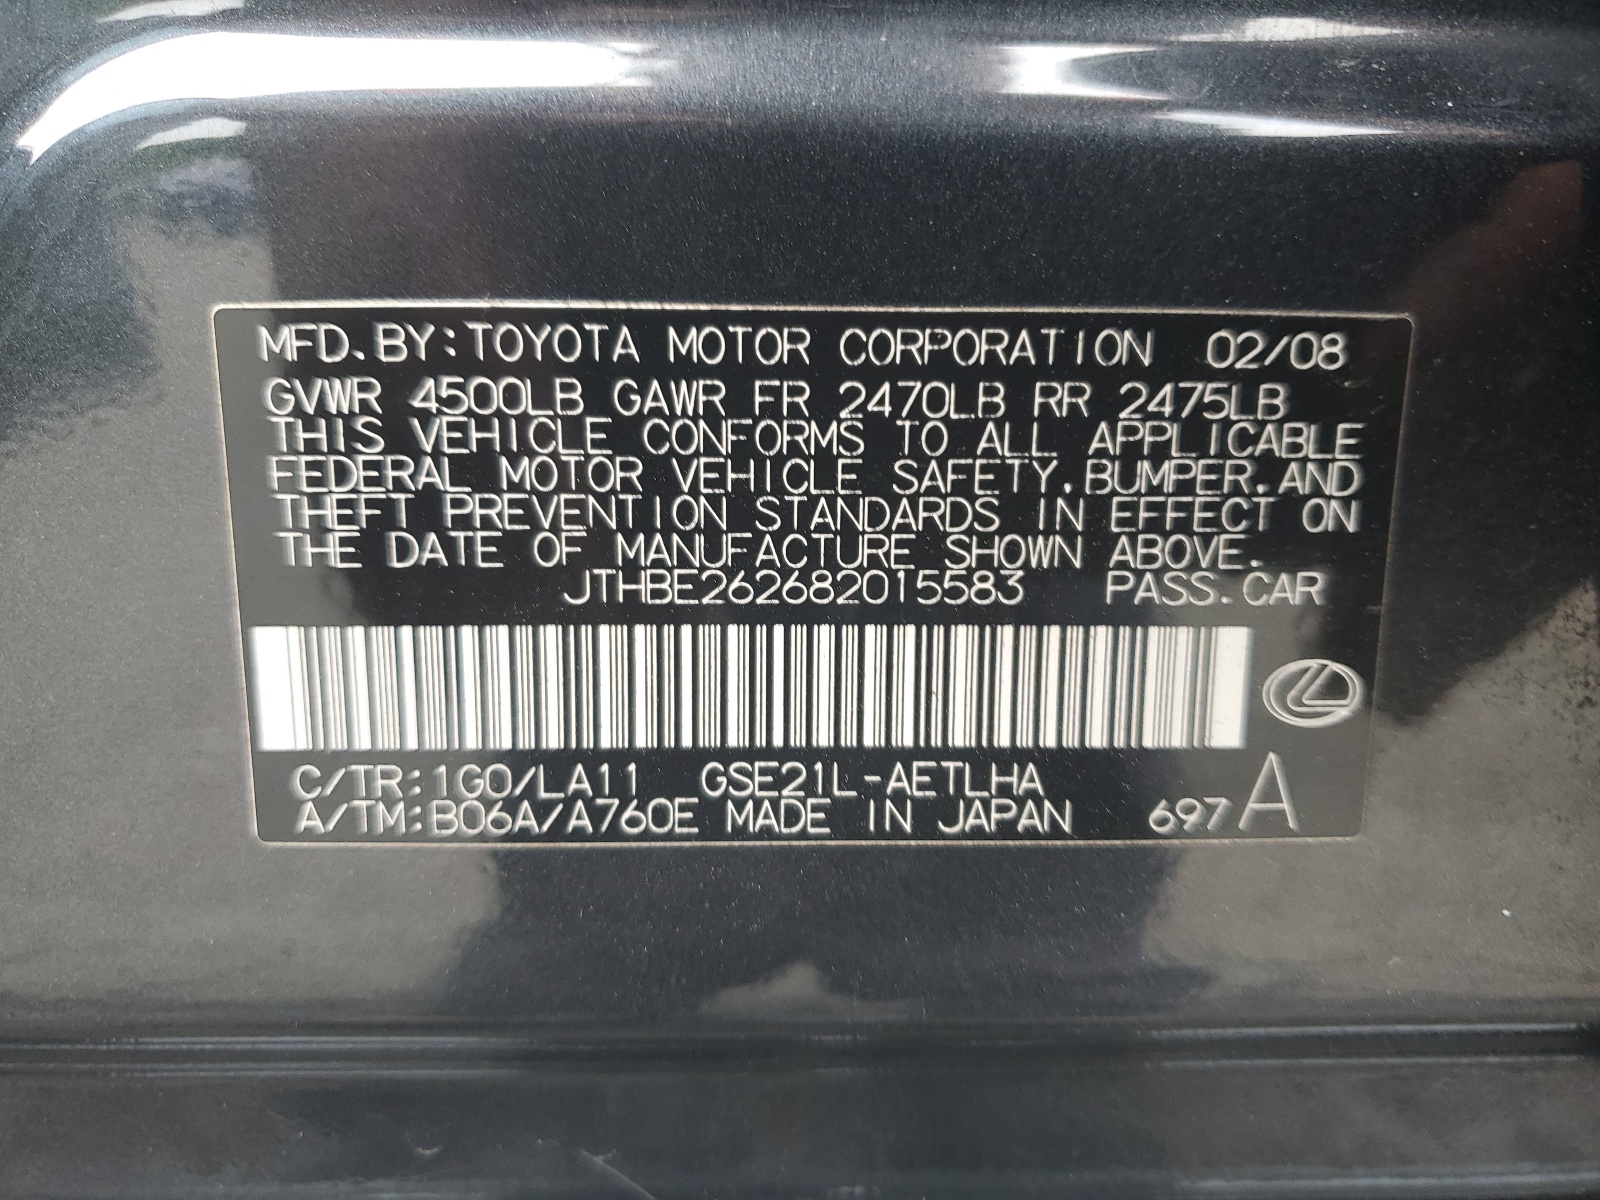 MFD.BY:TOYOTA MOTOR CORPORATION 02/08
GVWR 4500LB GAWR FR 2470LB RR 2475LB
THIS VEHICLE CONFORMS TO ALL APPLICABLE
FEDERAL MOTOR VEHICLE SAFETY,BUMPER,AND
THEFT PREVENTION STANDARDS IN EFFECT ON
THE DATE OF MANUFACTURE SHOWN ABOVE.
JTHBE262682015583 PASS.CAR
C/TR:1G0/LA11 GSE21L-AETLHA
A/TM:B06A/A760E MADE IN JAPAN 697 A